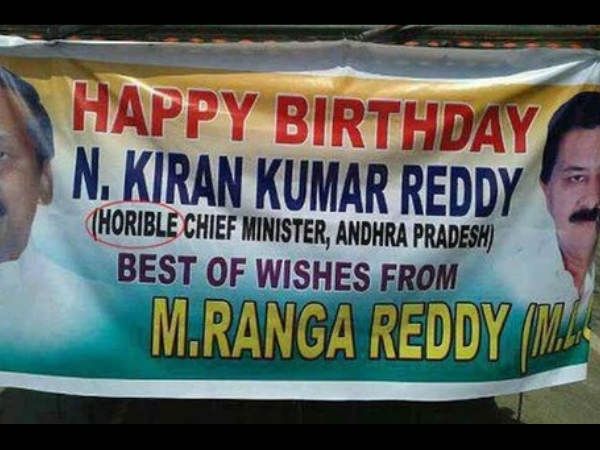 HAPPY BIRTHDAY
N. KIRAN KUMAR REDDY
(HORIBLE CHIEF MINISTER, ANDHRA PRADESH)
BEST OF WISHES FROM
M.RANGA REDDY (M.L.